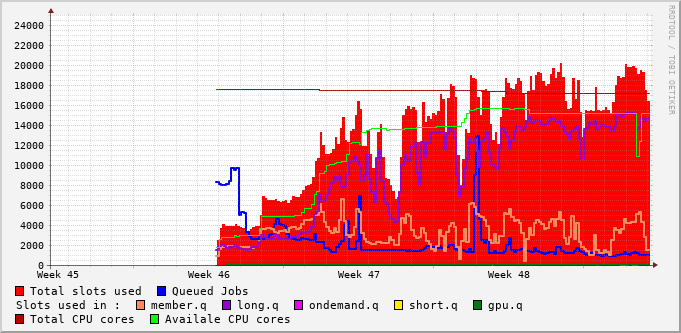 24000
22000
20000
18000
16000
14000
12000
10000
8000
6000
4000
2000
0
Week 45 Week 46 Week 47 Week 48
Total slots used Queued Jobs
Slots used in : member.q long.q ondemand.q short.q gpu.q
Total CPU cores Availale CPU cores
RRDTOOL / TOBI OETIKER